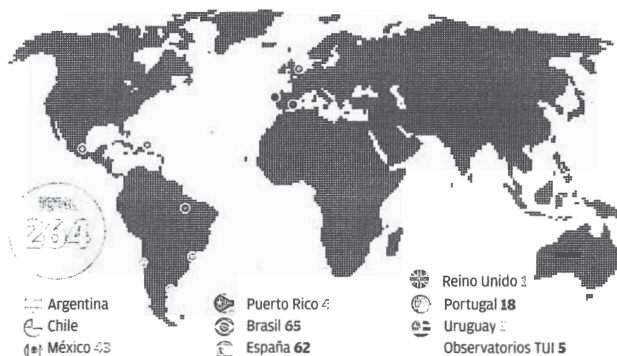 TOTAL
264
Argentina
Chile
México 43
Puerto Rico 4
Brasil 65
España 62
Reino Unido 1
Portugal 18
Uruguay
Observatorios TUI 5